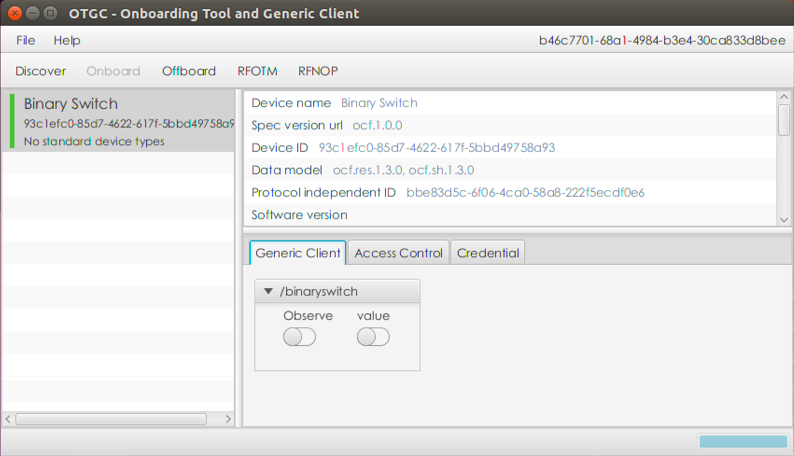 OTGC - Onboarding Tool and Generic Client
File Help b46c7701-68a1-4984-b3e4-30ca833d8bee
Discover Onboard Offboard RFOTM RFNOP
Binary Switch
93c1efc0-85d7-4622-617f-5bbd49758a9
No standard device types
Device name Binary Switch
Spec version url ocf.1.0.0
Device ID 93c1efc0-85d7-4622-617f-5bbd49758a93
Data model ocf.res.1.3.0, ocf.sh.1.3.0
Protocol independent ID bbe83d5c-6f06-4ca0-58a8-222f5ecdf0e6
Software version
Generic Client Access Control Credential
/binaryswitch
Observe value